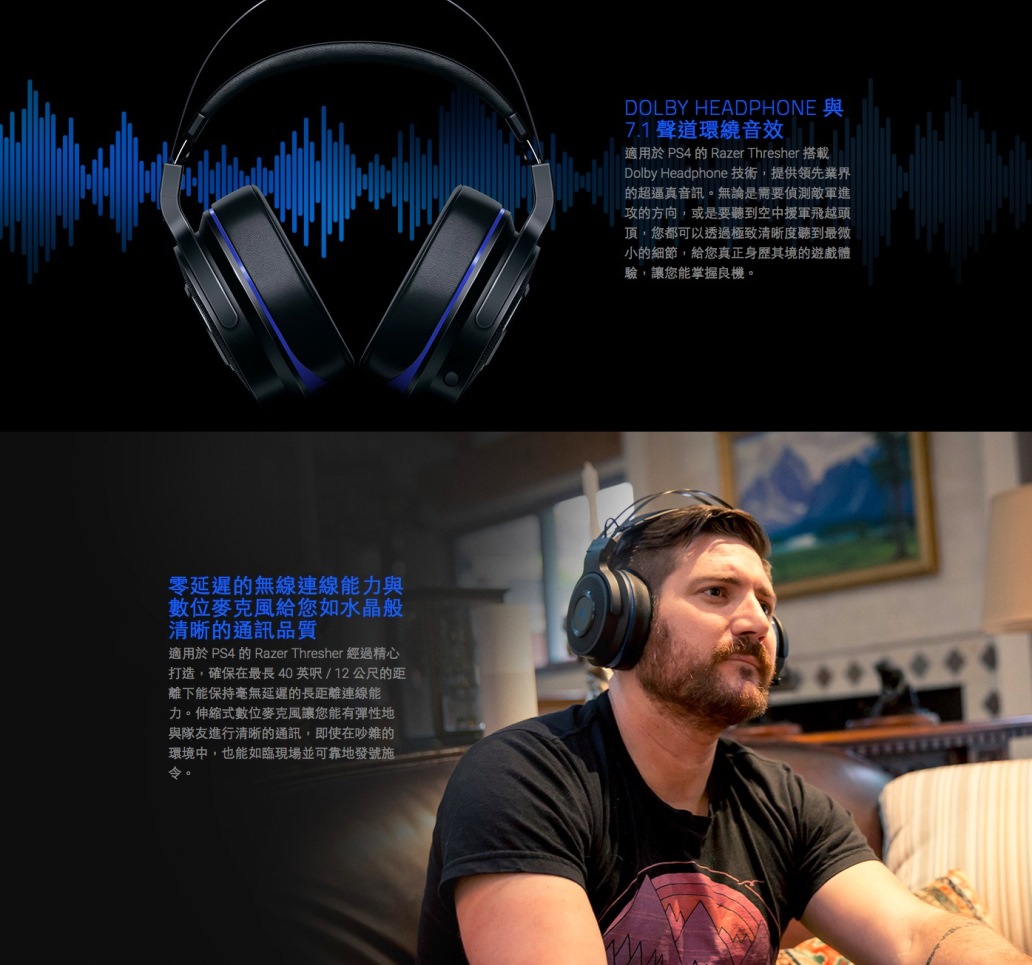 DOLBY HEADPHONE 與
7.1 聲道環繞音效
適用於 PS4 的 Razer Thresher 搭載
Dolby Headphone 技術，提供領先業界
的超逼真音訊。無論是需要偵測敵軍進
攻的方向，或是要聽到空中援軍飛越頭
頂，您都可以透過極致清晰度聽到最微
小的細節，給您真正身歷其境的遊戲體
驗，讓您能掌握良機。
零延遲的無線連線能力與
數位麥克風給您如水晶般
清晰的通訊品質
適用於 PS4 的 Razer Thresher 經過精心
打造，確保在最長 40 英呎 / 12 公尺的距
離下能保持毫無延遲的長距離連線能
力。伸縮式數位麥克風讓您能有彈性地
與隊友進行清晰的通訊，即使在吵雜的
環境中，也能如臨現場並可靠地發號施
令。